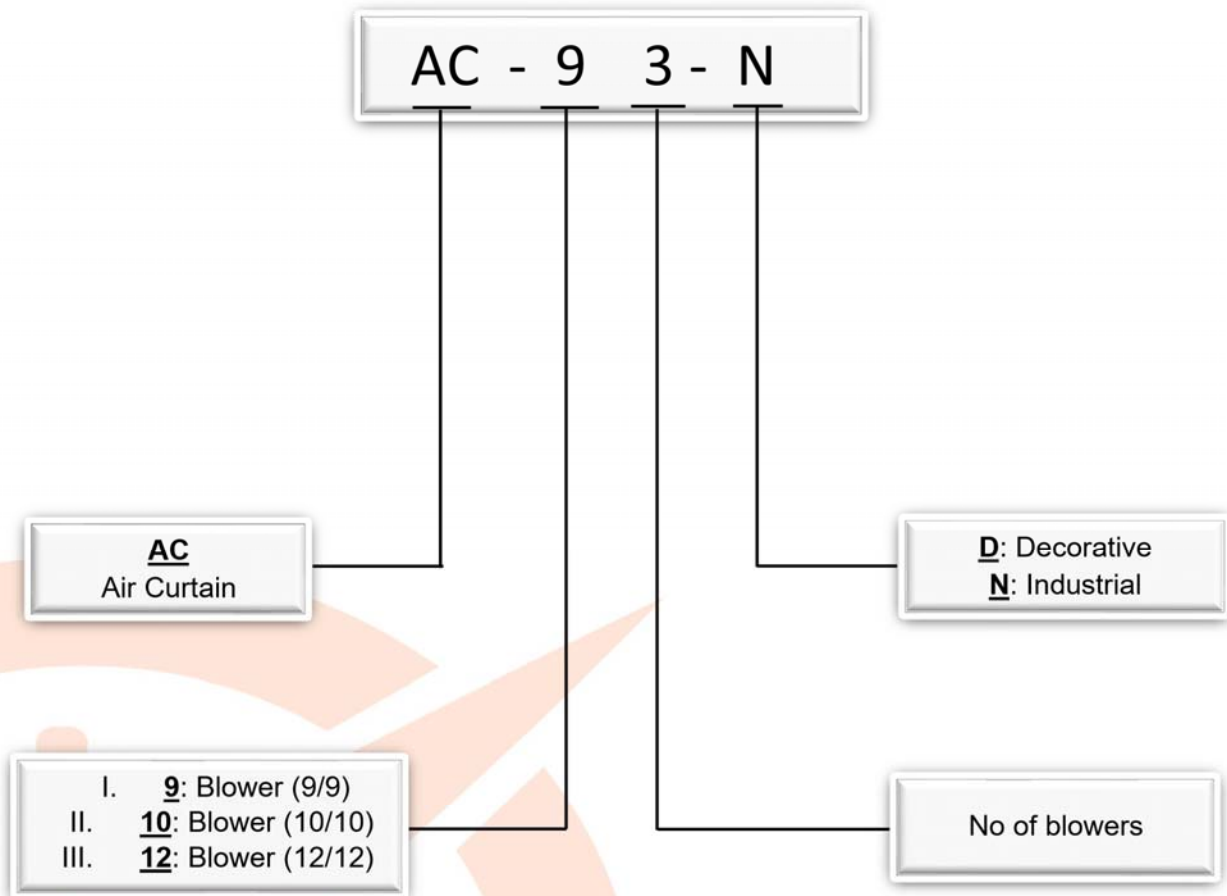 AC - 9 3 - N
AC
Air Curtain
D: Decorative
N: Industrial
I. 9: Blower (9/9)
II. 10: Blower (10/10)
III. 12: Blower (12/12)
No of blowers